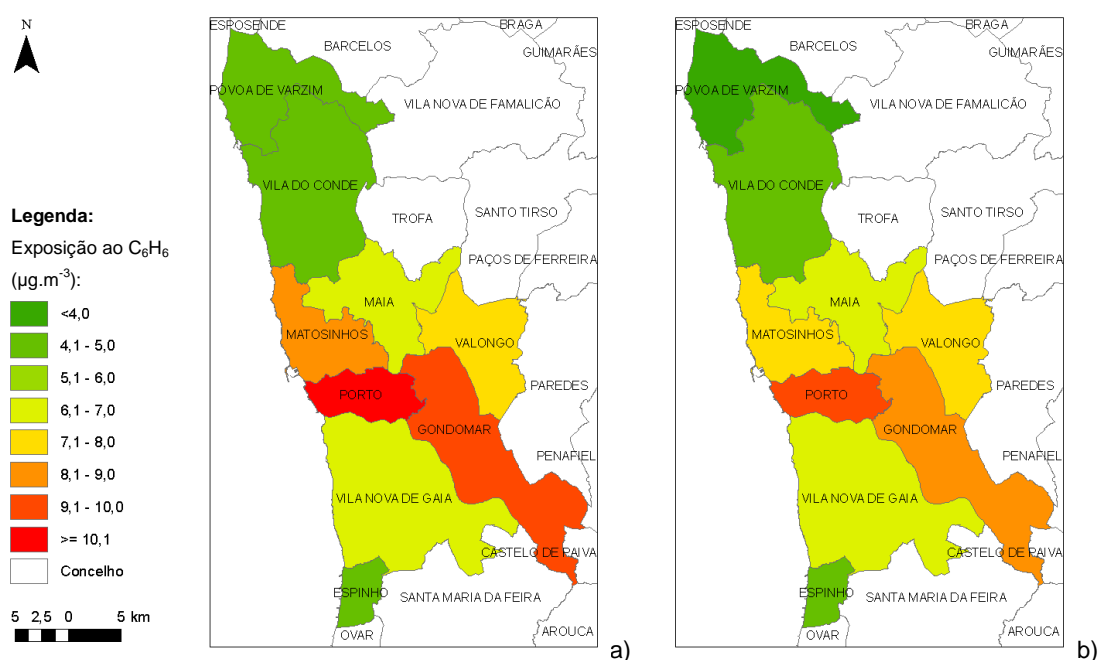 N
Legenda:
Exposição ao C₆H₆
(µg.m⁻³):
<4,0
4,1 - 5,0
5,1 - 6,0
6,1 - 7,0
7,1 - 8,0
8,1 - 9,0
9,1 - 10,0
>= 10,1
Concelho
5 2,5 0 5 km
ESPOSENDE
BRAGA
BARCELOS
GUIMARÃES
PÓVOA DE VARZIM
VILA NOVA DE FAMALICÃO
VILA DO CONDE
TROFA
SANTO TIRSO
PAÇOS DE FERREIRA
MAIA
MATOSINHOS
VALONGO
PAREDES
PORTO
GONDOMAR
PENAFIEL
VILA NOVA DE GAIA
CASTELO DE PAIVA
ESPINHO
SANTA MARIA DA FEIRA
OVAR
AROUCA
a)
ESPOSENDE
BRAGA
BARCELOS
GUIMARÃES
PÓVOA DE VARZIM
VILA NOVA DE FAMALICÃO
VILA DO CONDE
TROFA
SANTO TIRSO
PAÇOS DE FERREIRA
MAIA
MATOSINHOS
VALONGO
PAREDES
PORTO
GONDOMAR
PENAFIEL
VILA NOVA DE GAIA
CASTELO DE PAIVA
ESPINHO
SANTA MARIA DA FEIRA
OVAR
AROUCA
b)